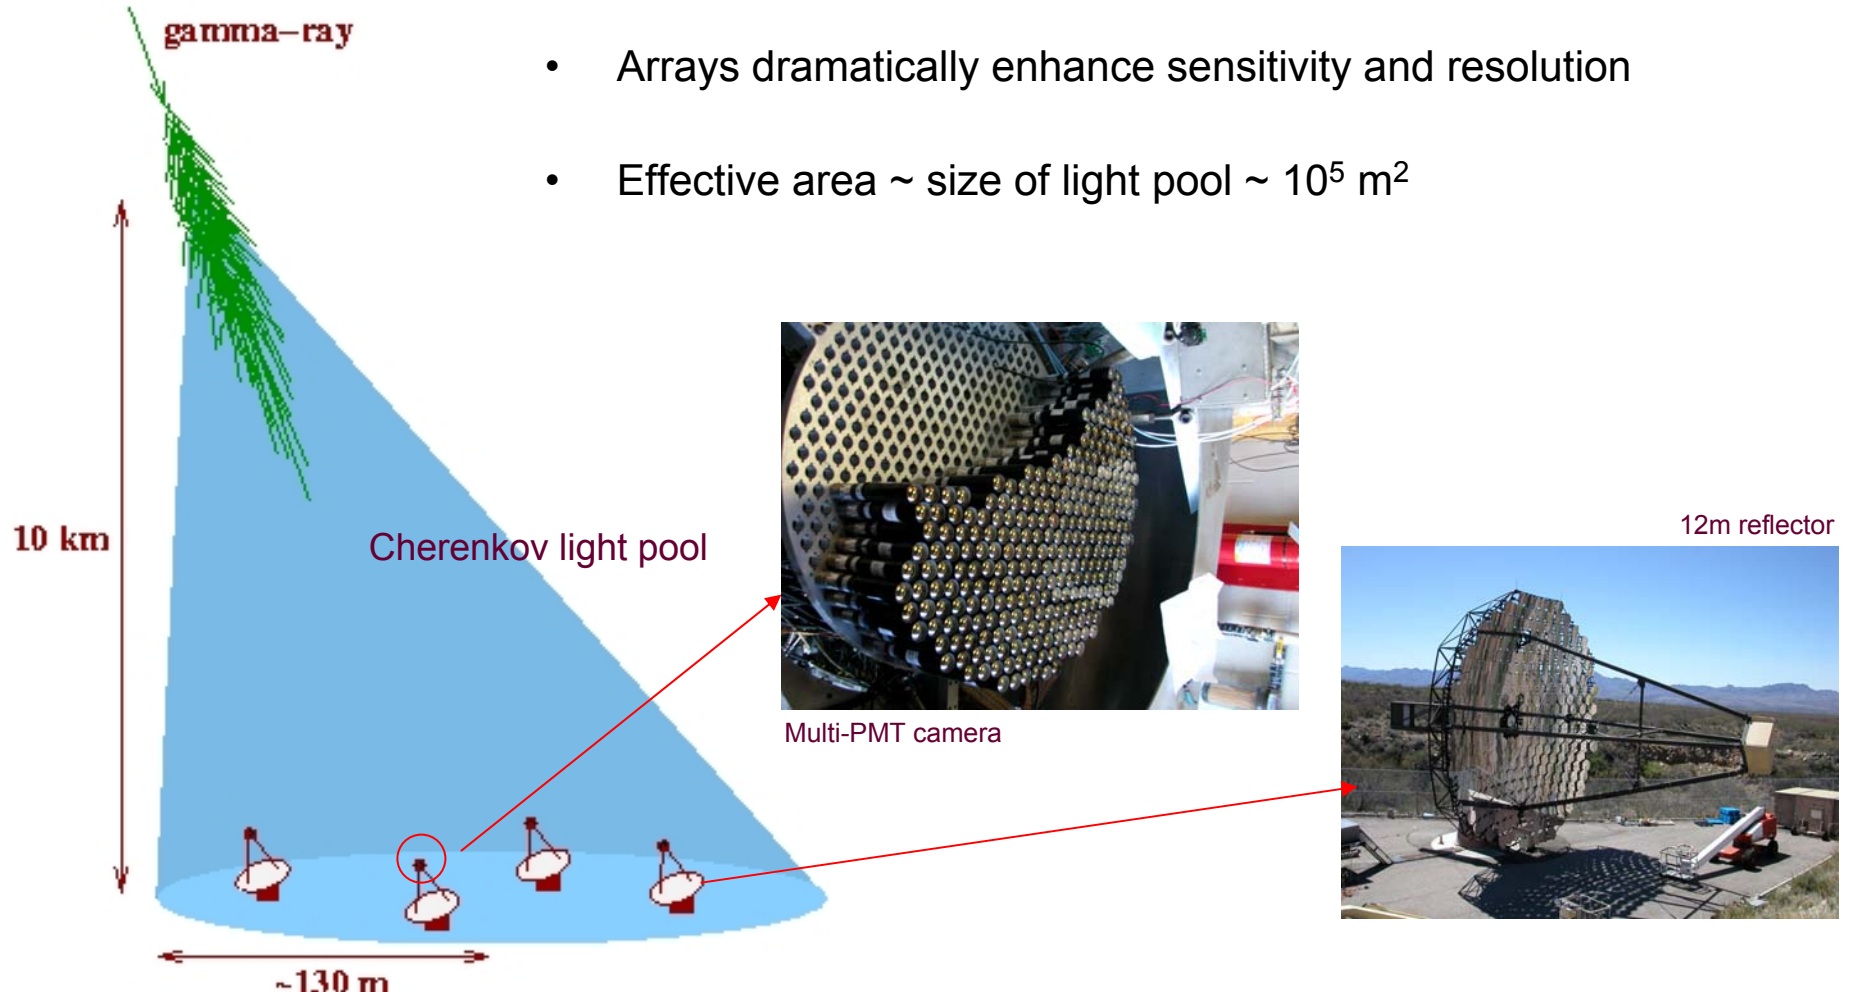 gamma-ray
• Arrays dramatically enhance sensitivity and resolution
• Effective area ~ size of light pool ~ 10⁵ m²
10 km
Cherenkov light pool
12m reflector
Multi-PMT camera
~130 m